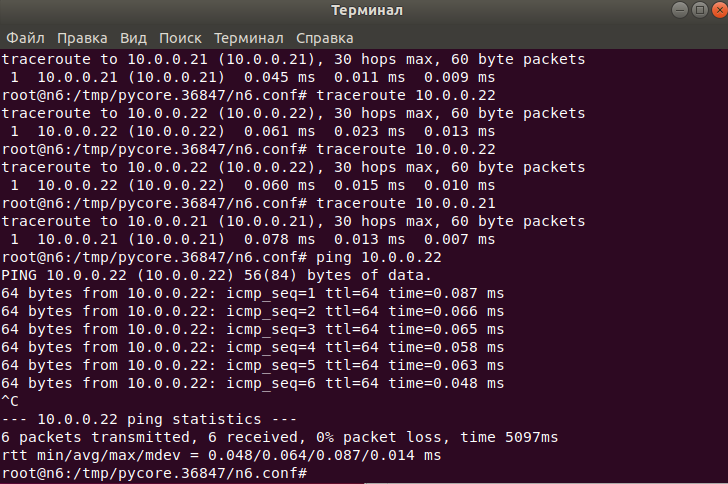 Терминал
Файл Правка Вид Поиск Терминал Справка
traceroute to 10.0.0.21 (10.0.0.21), 30 hops max, 60 byte packets
 1  10.0.0.21 (10.0.0.21)  0.045 ms  0.011 ms  0.009 ms
root@n6:/tmp/pycore.36847/n6.conf# traceroute 10.0.0.22
traceroute to 10.0.0.22 (10.0.0.22), 30 hops max, 60 byte packets
 1  10.0.0.22 (10.0.0.22)  0.061 ms  0.023 ms  0.013 ms
root@n6:/tmp/pycore.36847/n6.conf# traceroute 10.0.0.22
traceroute to 10.0.0.22 (10.0.0.22), 30 hops max, 60 byte packets
 1  10.0.0.22 (10.0.0.22)  0.060 ms  0.015 ms  0.010 ms
root@n6:/tmp/pycore.36847/n6.conf# traceroute 10.0.0.21
traceroute to 10.0.0.21 (10.0.0.21), 30 hops max, 60 byte packets
 1  10.0.0.21 (10.0.0.21)  0.078 ms  0.013 ms  0.007 ms
root@n6:/tmp/pycore.36847/n6.conf# ping 10.0.0.22
PING 10.0.0.22 (10.0.0.22) 56(84) bytes of data.
64 bytes from 10.0.0.22: icmp_seq=1 ttl=64 time=0.087 ms
64 bytes from 10.0.0.22: icmp_seq=2 ttl=64 time=0.066 ms
64 bytes from 10.0.0.22: icmp_seq=3 ttl=64 time=0.065 ms
64 bytes from 10.0.0.22: icmp_seq=4 ttl=64 time=0.058 ms
64 bytes from 10.0.0.22: icmp_seq=5 ttl=64 time=0.063 ms
64 bytes from 10.0.0.22: icmp_seq=6 ttl=64 time=0.048 ms
^C
--- 10.0.0.22 ping statistics ---
6 packets transmitted, 6 received, 0% packet loss, time 5097ms
rtt min/avg/max/mdev = 0.048/0.064/0.087/0.014 ms
root@n6:/tmp/pycore.36847/n6.conf#